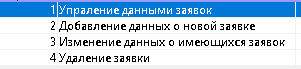 1 Упраление данными заявок
2 Добавление данных о новой заявке
3 Изменение данных о имеющихся заявок
4 Удаление заявки